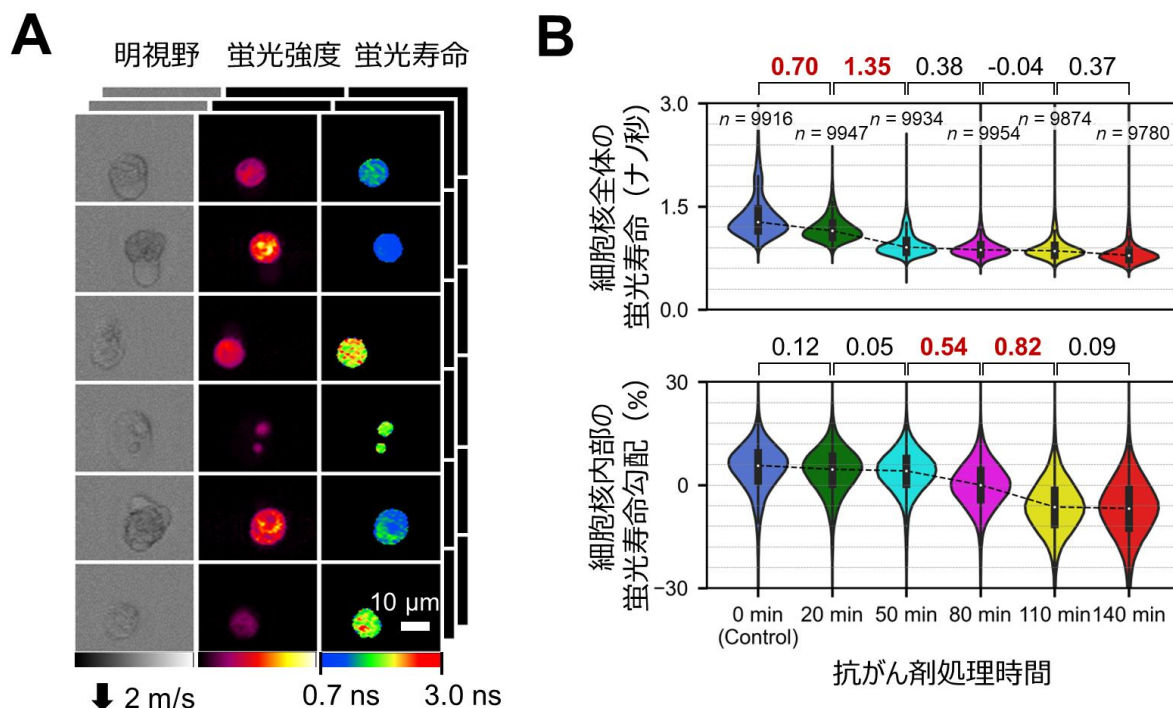 A
明視野 蛍光強度 蛍光寿命
10 μm
2 m/s
0.7 ns
3.0 ns
B
0.70 1.35 0.38 -0.04 0.37
細胞核全体の
蛍光寿命（ナノ秒）
3.0
1.5
0.0
n = 9916
n = 9947
n = 9934
n = 9954
n = 9874
n = 9780
0.12 0.05 0.54 0.82 0.09
細胞核内部の
蛍光寿命勾配（%）
30
0
−30
0 min
(Control)
20 min
50 min
80 min
110 min
140 min
抗がん剤処理時間